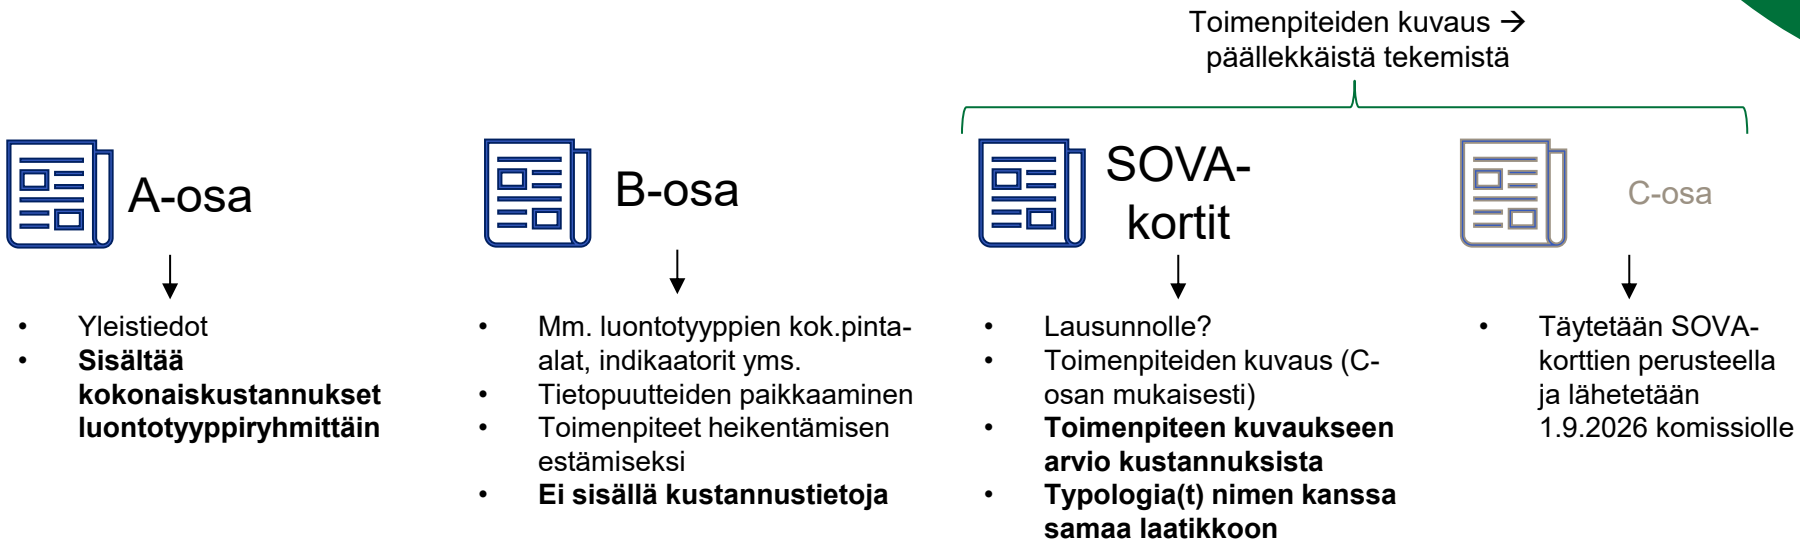 Toimenpiteiden kuvaus →
päällekkäistä tekemistä
A-osa
• Yleistiedot
• Sisältää
kokonaiskustannukset
luontotyyppiryhmittäin
B-osa
• Mm. luontotyyppien kok.pinta-
alat, indikaatorit yms.
• Tietopuutteiden paikkaaminen
• Toimenpiteet heikentämisen
estämiseksi
• Ei sisällä kustannustietoja
SOVA-
kortit
• Lausunnolle?
• Toimenpiteiden kuvaus (C-
osan mukaisesti)
• Toimenpiteen kuvaukseen
arvio kustannuksista
• Typologia(t) nimen kanssa
samaa laatikkoon
C-osa
• Täytetään SOVA-
korttien perusteella
ja lähetetään
1.9.2026 komissiolle